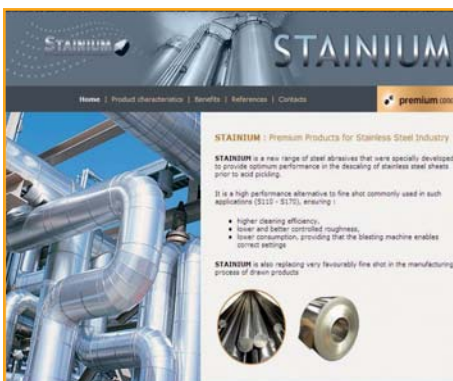 STAINIUM
STAINIUM
Home | Product characteristics | Benefits | References | Contacts
premium
STAINIUM : Premium Products for Stainless Steel Industry
STAINIUM is a new range of steel abrasives that were specially developed
to provide optimum performance in the descaling of stainless steel sheets
prior to acid pickling.
It is a high performance alternative to fine shot commonly used in such
applications (S110 - S170), ensuring :
higher cleaning efficiency,
lower and better controlled roughness,
lower consumption, providing that the blasting machine enables
correct settings
STAINIUM is also replacing very favourably fine shot in the manufacturing
process of drawn products